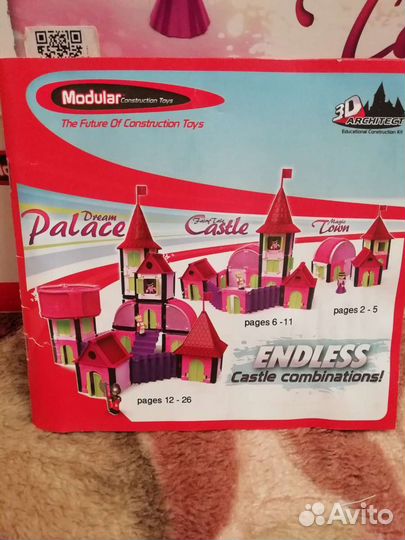 Modular Construction Toys
The Future Of Construction Toys
3D
ARCHITECT
Educational Construction Kit
Dream
Palace
Fairy Tale
Castle
Magic
Town
pages 2 - 5
pages 6 - 11
ENDLESS
Castle combinations!
pages 12 - 26
Avito